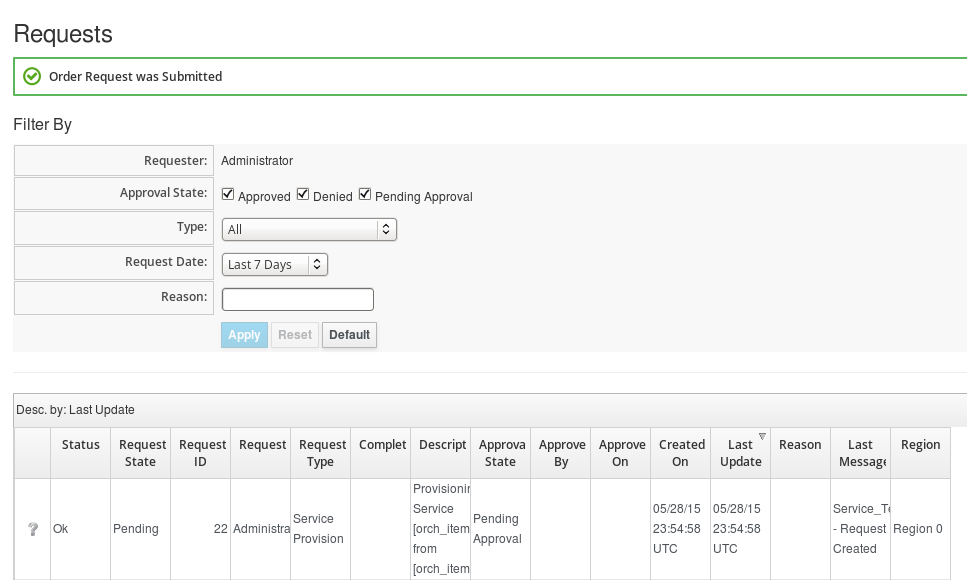 Requests
Order Request was Submitted
Filter By
Requester: Administrator
Approval State: Approved Denied Pending Approval
Type: All
Request Date: Last 7 Days
Reason:
Apply Reset Default
Desc. by: Last Update
Status Request State Request ID Request Request Type Complet Descript Approva State Approve By Approve On Created On Last Update Reason Last Message Region
Ok Pending 22 Administra Service Provision Provisionin Service [orch_item from [orch_item Pending Approval 05/28/15 23:54:58 UTC 05/28/15 23:54:58 UTC Service_Te - Request Created Region 0